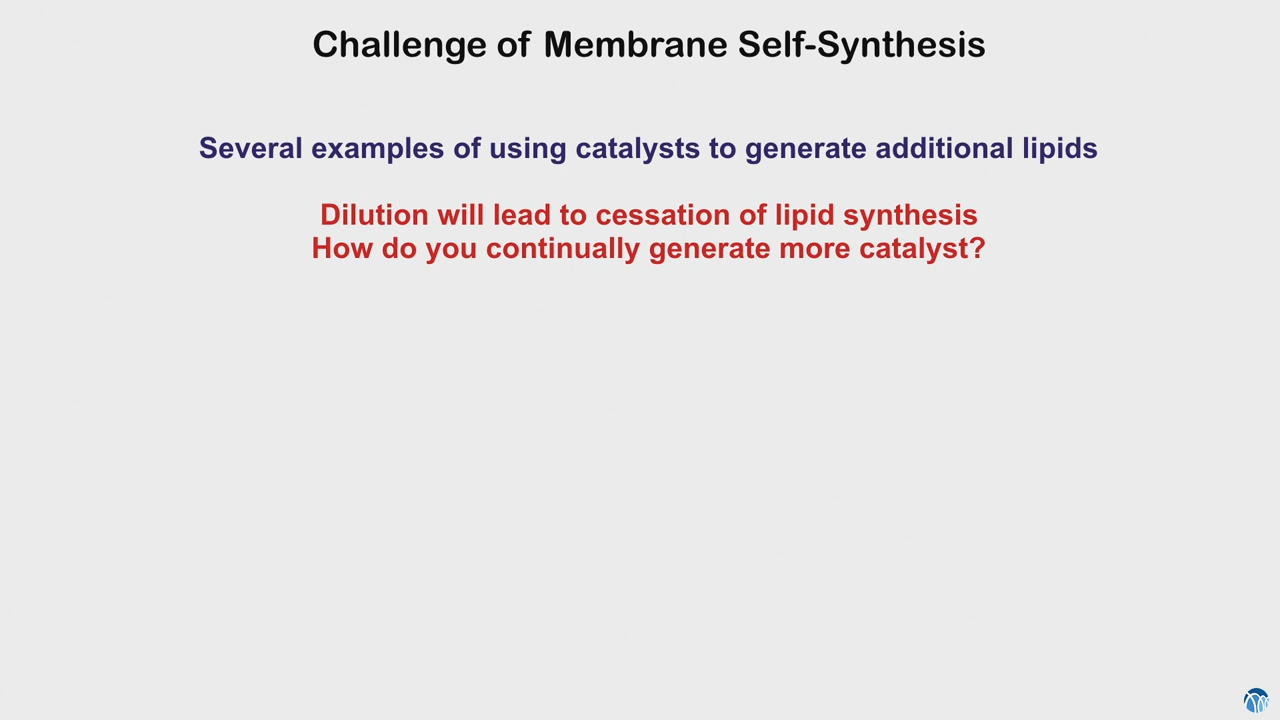 Challenge of Membrane Self-Synthesis
Several examples of using catalysts to generate additional lipids
Dilution will lead to cessation of lipid synthesis
How do you continually generate more catalyst?